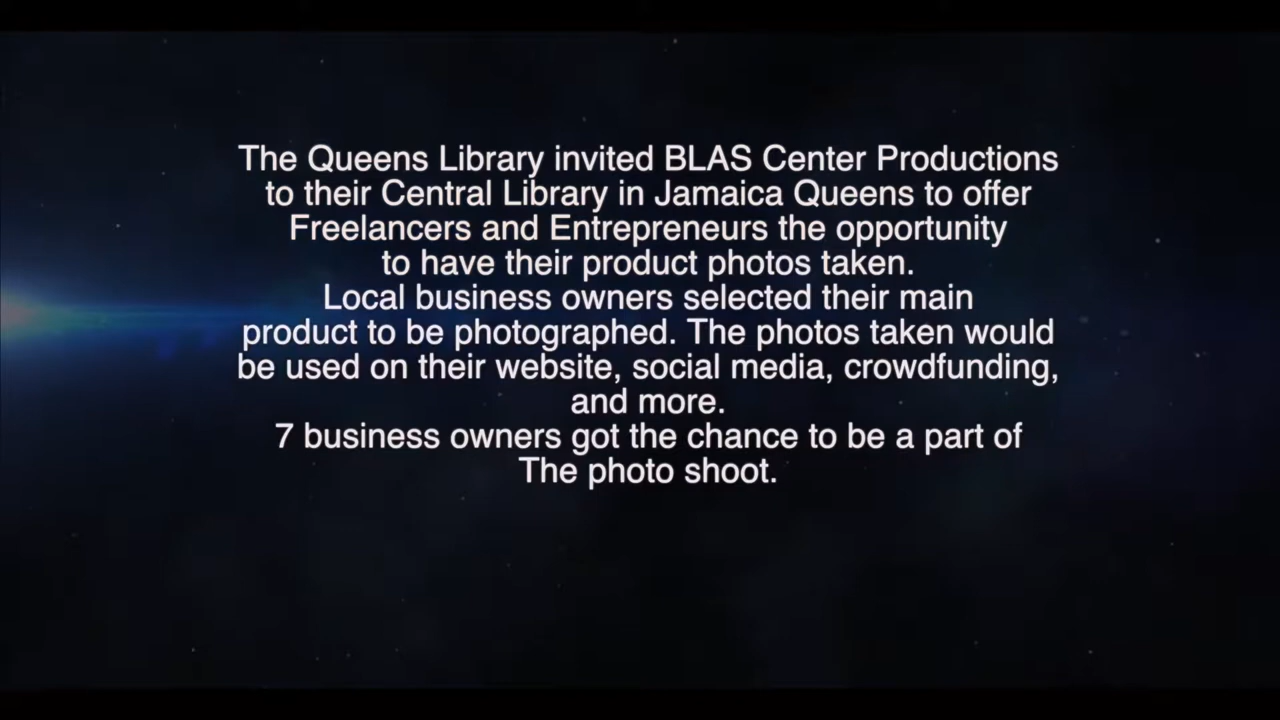 The Queens Library invited BLAS Center Productions
to their Central Library in Jamaica Queens to offer
Freelancers and Entrepreneurs the opportunity
to have their product photos taken.
Local business owners selected their main
product to be photographed. The photos taken would
be used on their website, social media, crowdfunding,
and more.
7 business owners got the chance to be a part of
The photo shoot.